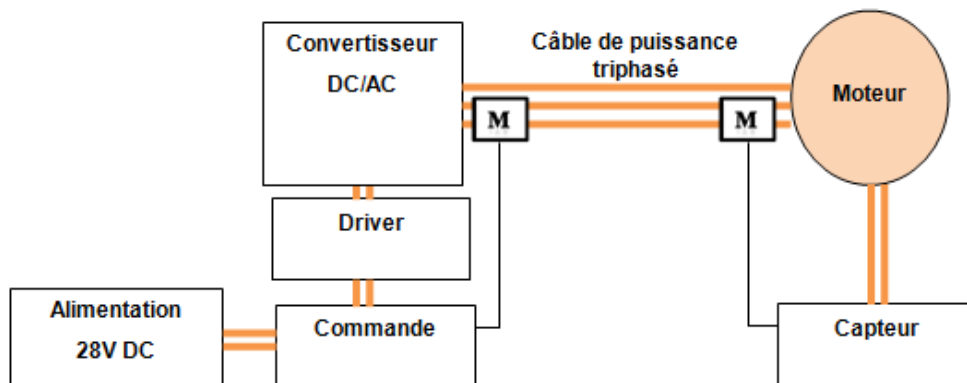 Convertisseur
DC/AC
Câble de puissance
triphasé
Moteur
M
M
Driver
Alimentation
28V DC
Commande
Capteur